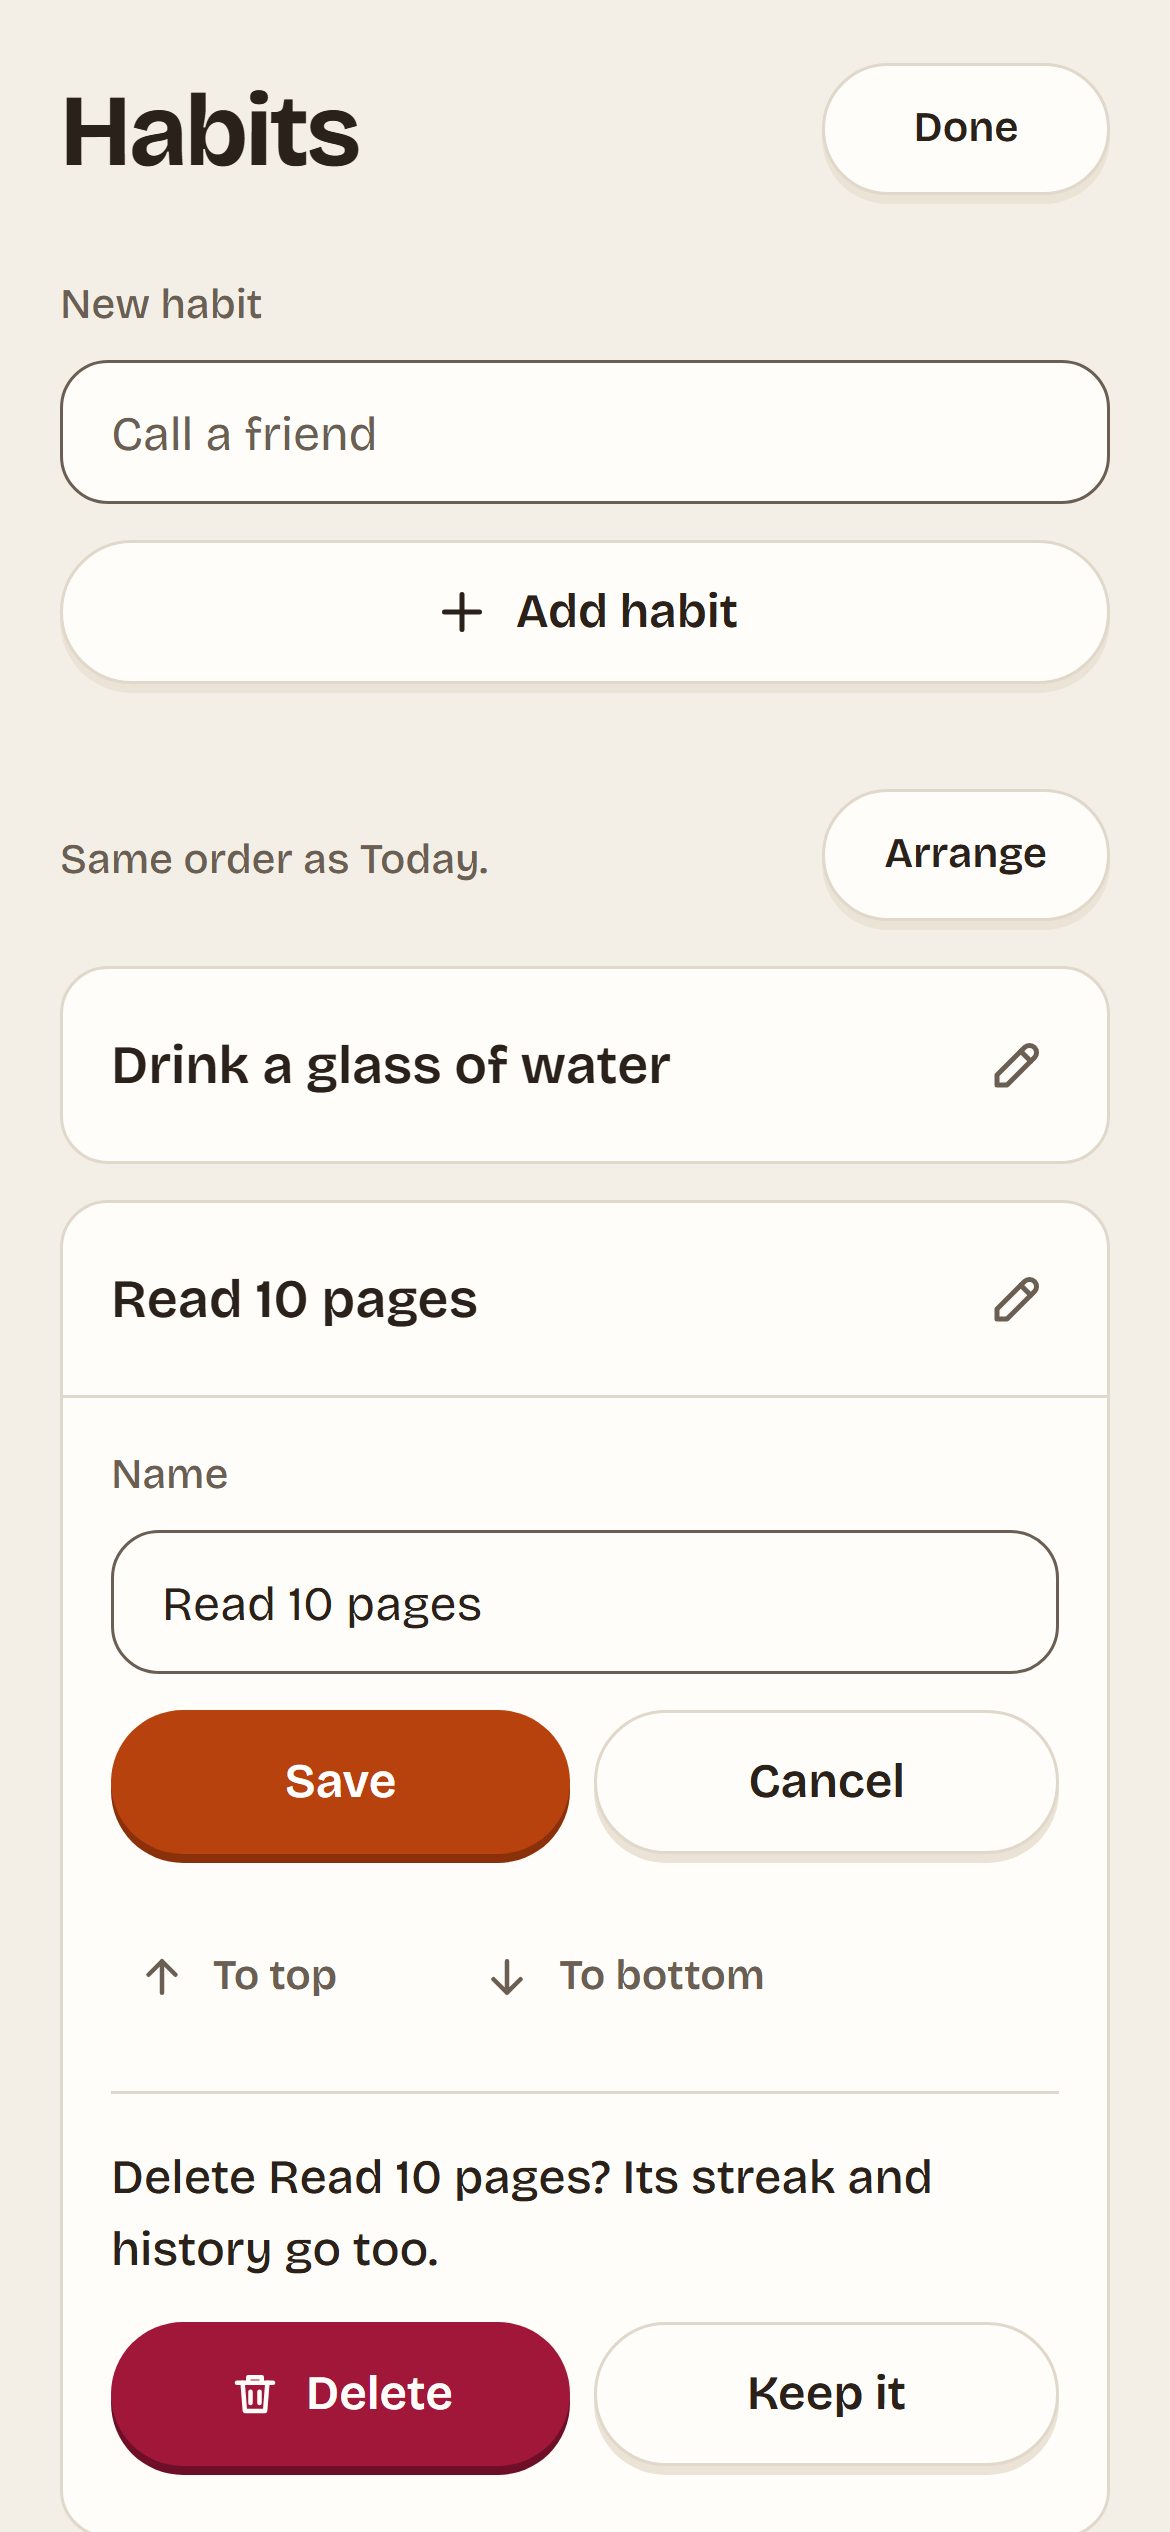 Habits
Done
New habit
Call a friend
Add habit
Same order as Today.
Arrange
Drink a glass of water
Read 10 pages
Name
Read 10 pages
Save
Cancel
To top
To bottom
Delete Read 10 pages? Its streak and
history go too.
Delete
Keep it